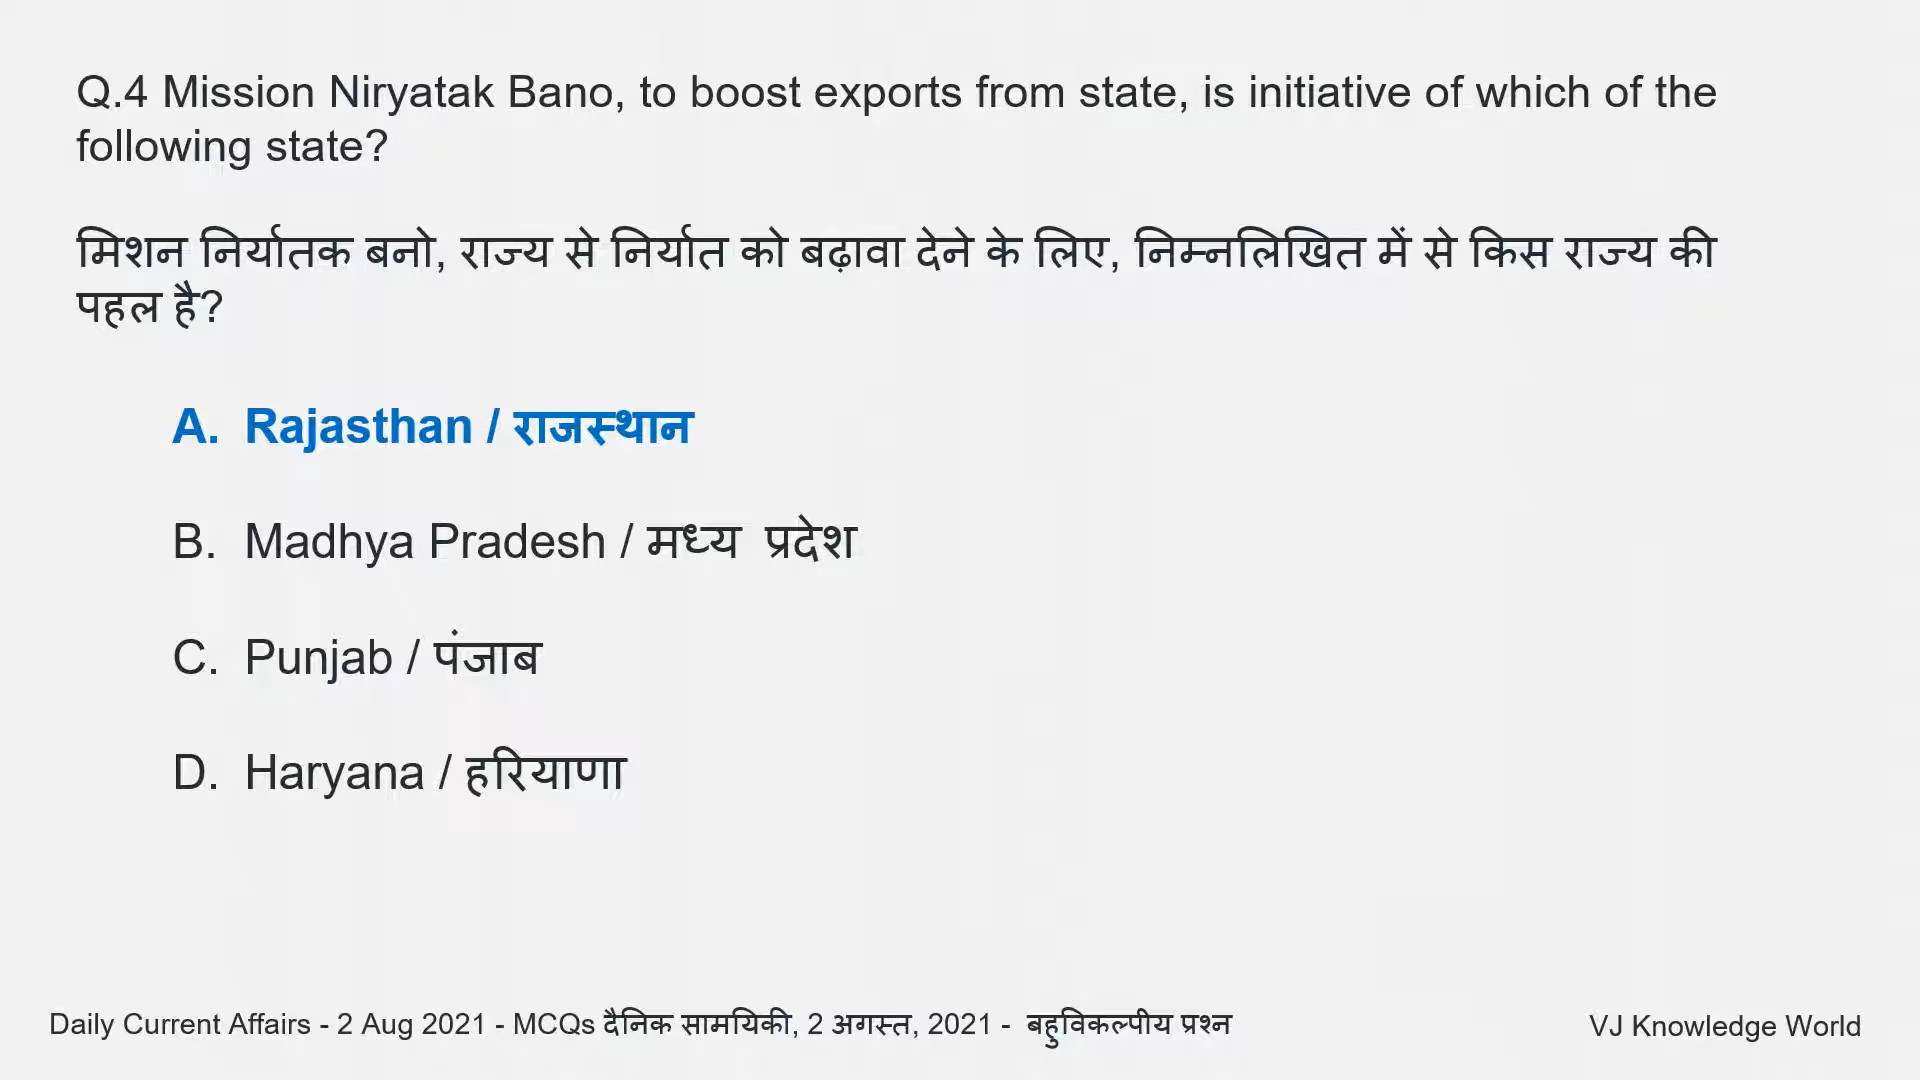 Q.4 Mission Niryatak Bano, to boost exports from state, is initiative of which of the
following state?
मिशन निर्यातक बनो, राज्य से निर्यात को बढ़ावा देने के लिए, निम्नलिखित में से किस राज्य की
पहल है?
A. Rajasthan / राजस्थान
B. Madhya Pradesh / मध्य प्रदेश
C. Punjab / पंजाब
D. Haryana / हरियाणा
Daily Current Affairs - 2 Aug 2021 - MCQs दैनिक सामयिकी, 2 अगस्त, 2021 - बहुविकल्पीय प्रश्न
VJ Knowledge World